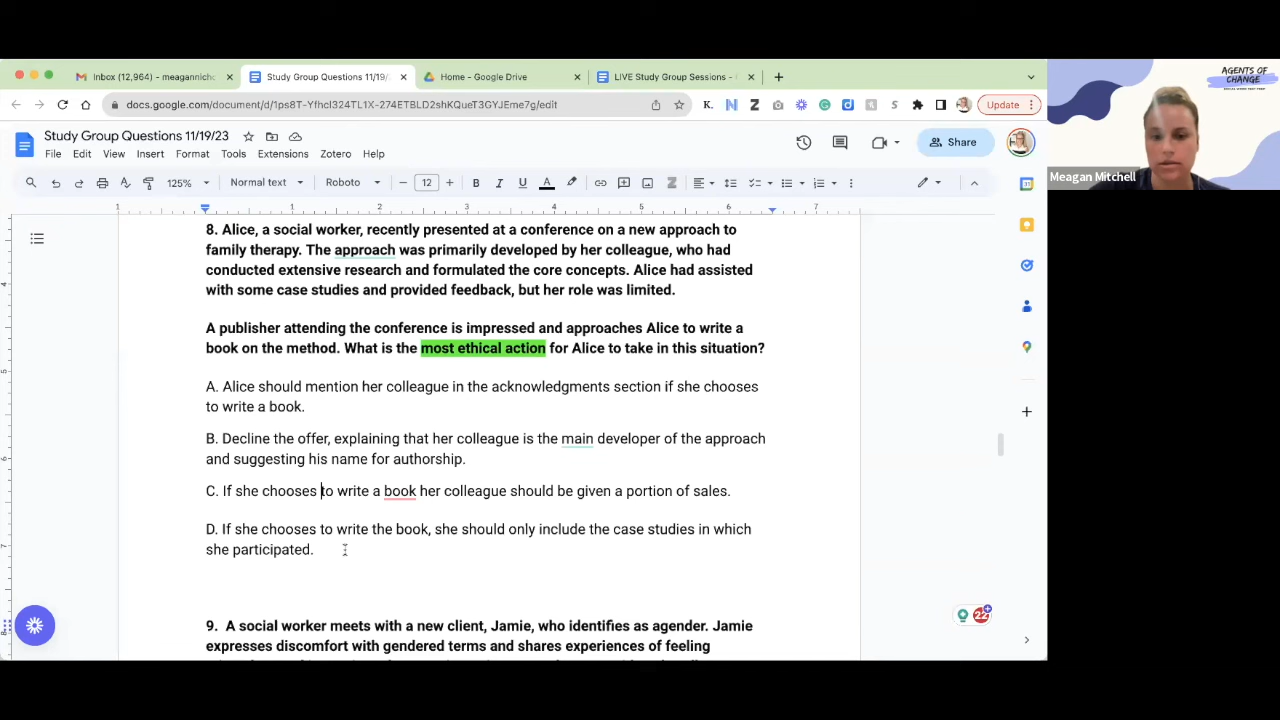 Inbox (12,964) - meagannich
Study Group Questions 11/19/
Home - Google Drive
LIVE Study Group Sessions -
docs.google.com/document/d/1ps8T-Yfhcl324TL1X-274ETBLD2shKQueT3GYJEme7g/edit
Update
Study Group Questions 11/19/23
File Edit View Insert Format Tools Extensions Zotero Help
Share
125% Normal text Roboto 12
1 1 2 3 4 5 6 7
8. Alice, a social worker, recently presented at a conference on a new approach to
family therapy. The approach was primarily developed by her colleague, who had
conducted extensive research and formulated the core concepts. Alice had assisted
with some case studies and provided feedback, but her role was limited.
A publisher attending the conference is impressed and approaches Alice to write a
book on the method. What is the most ethical action for Alice to take in this situation?
A. Alice should mention her colleague in the acknowledgments section if she chooses
to write a book.
B. Decline the offer, explaining that her colleague is the main developer of the approach
and suggesting his name for authorship.
C. If she chooses to write a book her colleague should be given a portion of sales.
D. If she chooses to write the book, she should only include the case studies in which
she participated.
9. A social worker meets with a new client, Jamie, who identifies as agender. Jamie
expresses discomfort with gendered terms and shares experiences of feeling
22
AGENTS OF
CHANGE
Meagan Mitchell